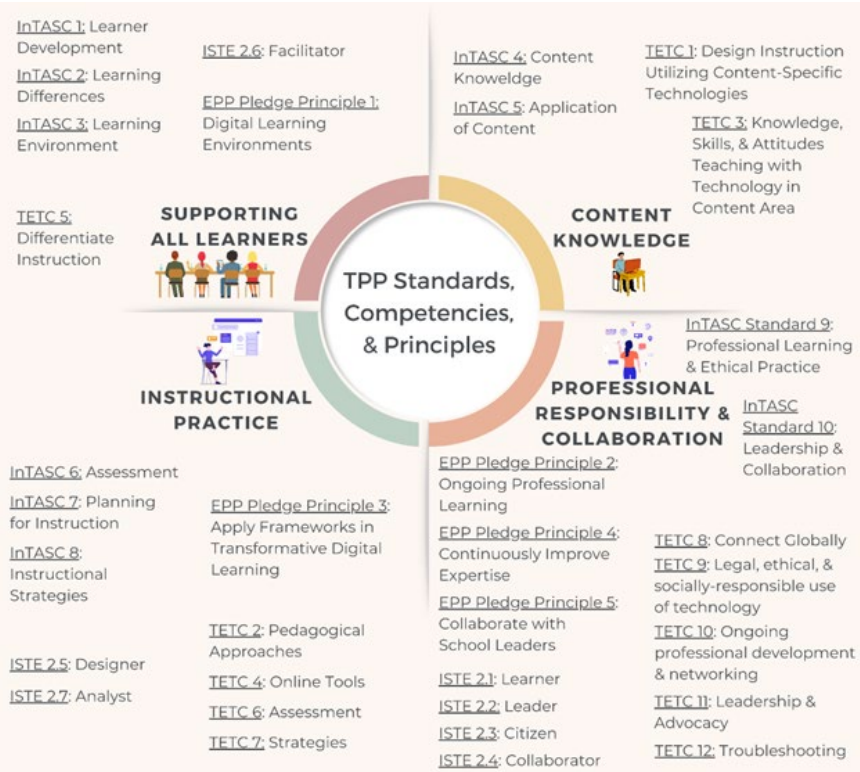 InTASC 1: Learner
Development
InTASC 2: Learning
Differences
InTASC 3: Learning
Environment
ISTE 2.6: Facilitator
EPP Pledge Principle 1:
Digital Learning
Environments
TETC 5:
Differentiate
Instruction
SUPPORTING
ALL LEARNERS
InTASC 4: Content
Knoweldge
InTASC 5: Application
of Content
TETC 1: Design Instruction
Utilizing Content-Specific
Technologies
TETC 3: Knowledge,
Skills, & Attitudes
Teaching with
Technology in
Content Area
CONTENT
KNOWLEDGE
TPP Standards,
Competencies,
& Principles
INSTRUCTIONAL
PRACTICE
InTASC 6: Assessment
InTASC 7: Planning
for Instruction
InTASC 8:
Instructional
Strategies
ISTE 2.5: Designer
ISTE 2.7: Analyst
EPP Pledge Principle 3:
Apply Frameworks in
Transformative Digital
Learning
TETC 2: Pedagogical
Approaches
TETC 4: Online Tools
TETC 6: Assessment
TETC 7: Strategies
PROFESSIONAL
RESPONSIBILITY &
COLLABORATION
InTASC Standard 9:
Professional Learning
& Ethical Practice
InTASC
Standard 10:
Leadership &
Collaboration
EPP Pledge Principle 2:
Ongoing Professional
Learning
EPP Pledge Principle 4:
Continuously Improve
Expertise
EPP Pledge Principle 5:
Collaborate with
School Leaders
ISTE 2.1: Learner
ISTE 2.2: Leader
ISTE 2.3: Citizen
ISTE 2.4: Collaborator
TETC 8: Connect Globally
TETC 9: Legal, ethical, &
socially-responsible use
of technology
TETC 10: Ongoing
professional development
& networking
TETC 11: Leadership &
Advocacy
TETC 12: Troubleshooting